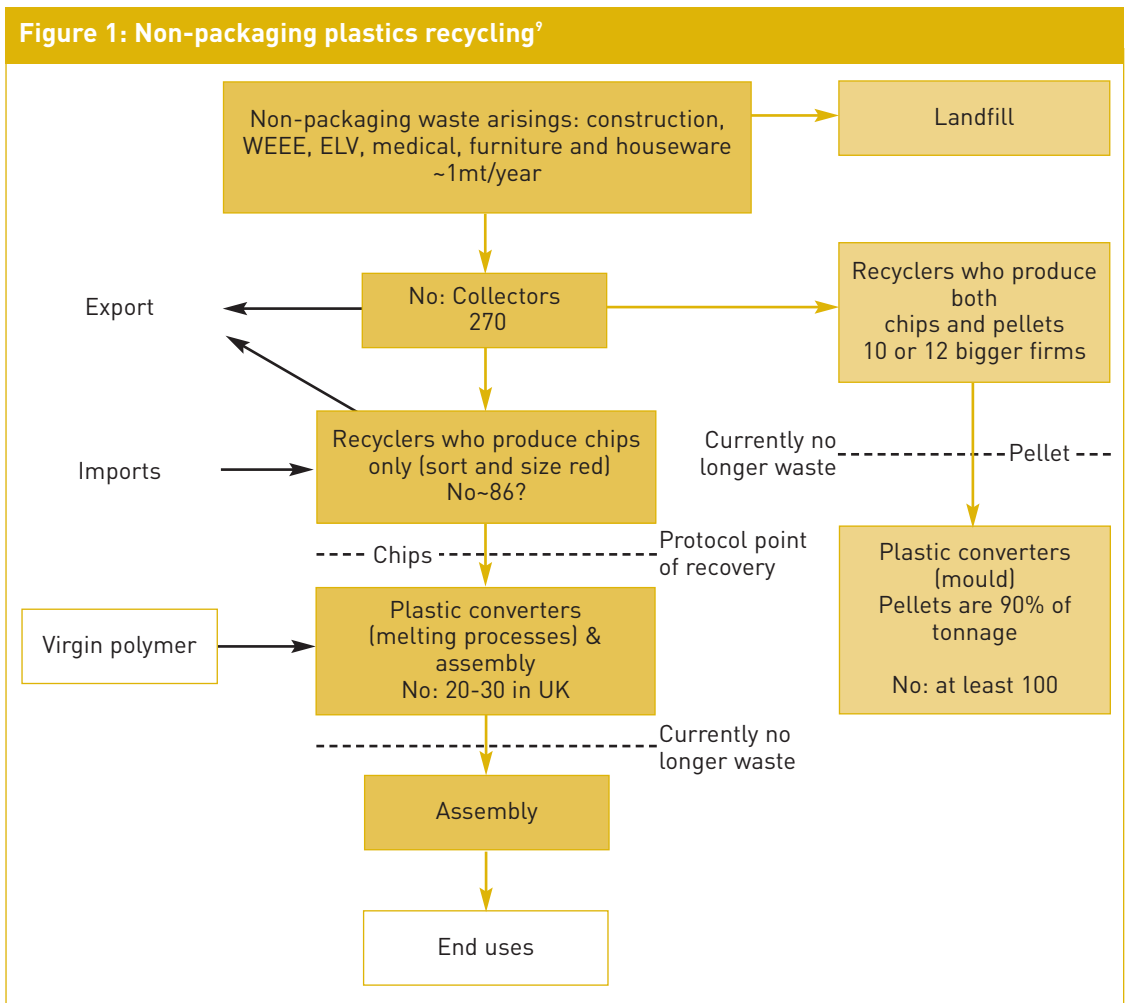 Figure 1: Non-packaging plastics recycling⁹
Non-packaging waste arisings: construction,
WEEE, ELV, medical, furniture and houseware
~1mt/year
Landfill
Export
No: Collectors
270
Recyclers who produce
both
chips and pellets
10 or 12 bigger firms
Imports
Recyclers who produce chips
only (sort and size red)
No~86?
Currently no
longer waste
Pellet
Chips
Protocol point
of recovery
Virgin polymer
Plastic converters
(melting processes) &
assembly
No: 20-30 in UK
Plastic converters
(mould)
Pellets are 90% of
tonnage
No: at least 100
Currently no
longer waste
Assembly
End uses